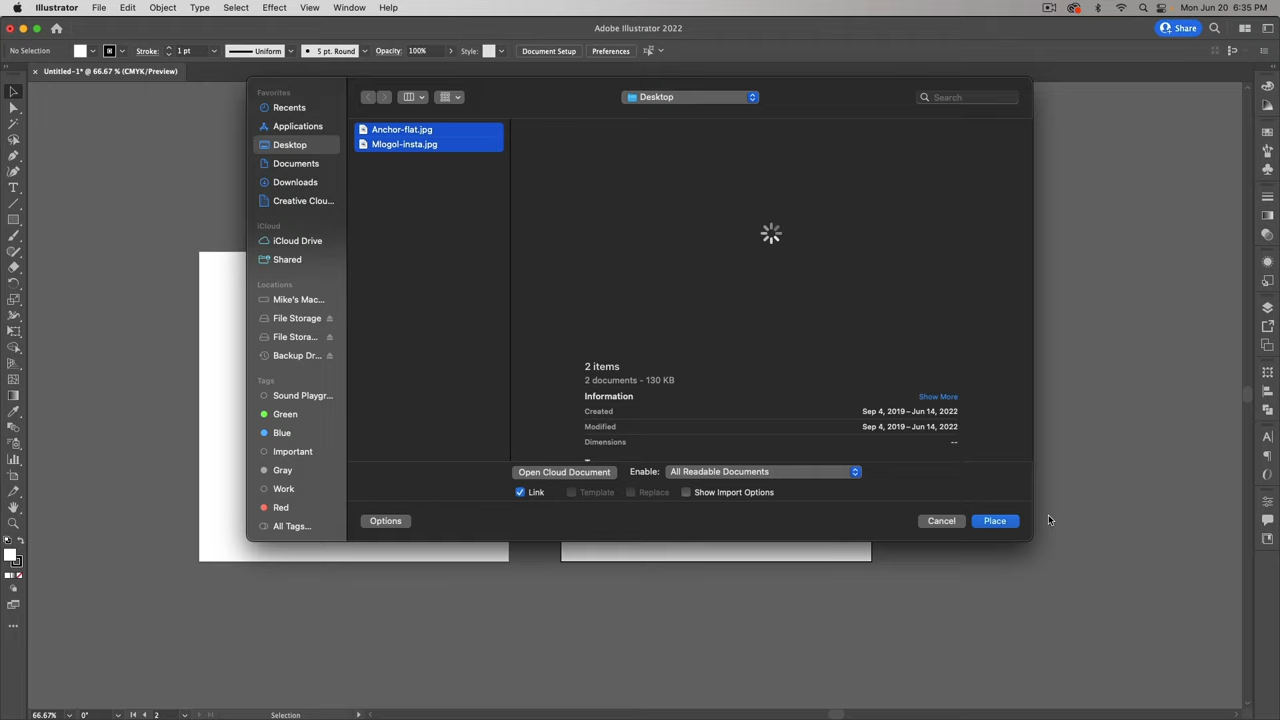 Illustrator File Edit Object Type Select Effect View Window Help Mon Jun 20 6:35 PM
Adobe Illustrator 2022 Share
No Selection Stroke: 1 pt Uniform 5 pt. Round Opacity: 100% Style: Document Setup Preferences
Untitled-1* @ 66.67 % (CMYK/Preview)
Favorites
Recents
Applications
Desktop
Documents
Downloads
Creative Clou...
iCloud
iCloud Drive
Shared
Locations
Mike's Mac...
File Storage
File Stora...
Backup Dr...
Tags
Sound Playgr...
Green
Blue
Important
Gray
Work
Red
All Tags...
Desktop
Search
Anchor-flat.jpg
Mlogol-insta.jpg
2 items
2 documents - 130 KB
Information Show More
Created Sep 4, 2019 – Jun 14, 2022
Modified Sep 4, 2019 – Jun 14, 2022
Dimensions --
Open Cloud Document Enable: All Readable Documents
Link Template Replace Show Import Options
Options Cancel Place
66.67% 0° 2 Selection